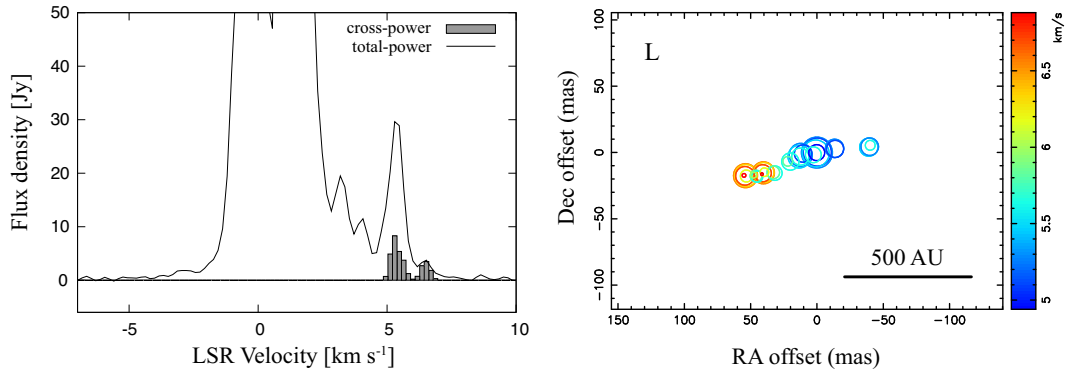 50
40
30
20
10
0
Flux density [Jy]
cross-power
total-power
-5
0
5
10
LSR Velocity [km s-1]
L
100
50
0
−50
−100
Dec offset (mas)
500 AU
150
100
50
0
−50
−100
RA offset (mas)
km/s
6.5
6
5.5
5